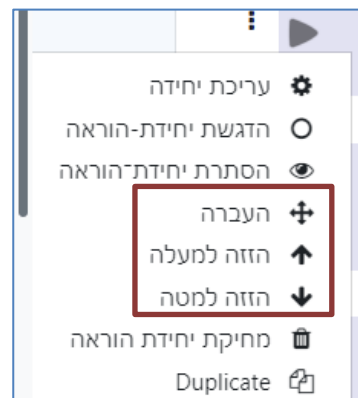 עריכת יחידה
הדגשת יחידת-הוראה
הסתרת יחידת־הוראה
העברה
הזזה למעלה
הזזה למטה
מחיקת יחידת הוראה
Duplicate